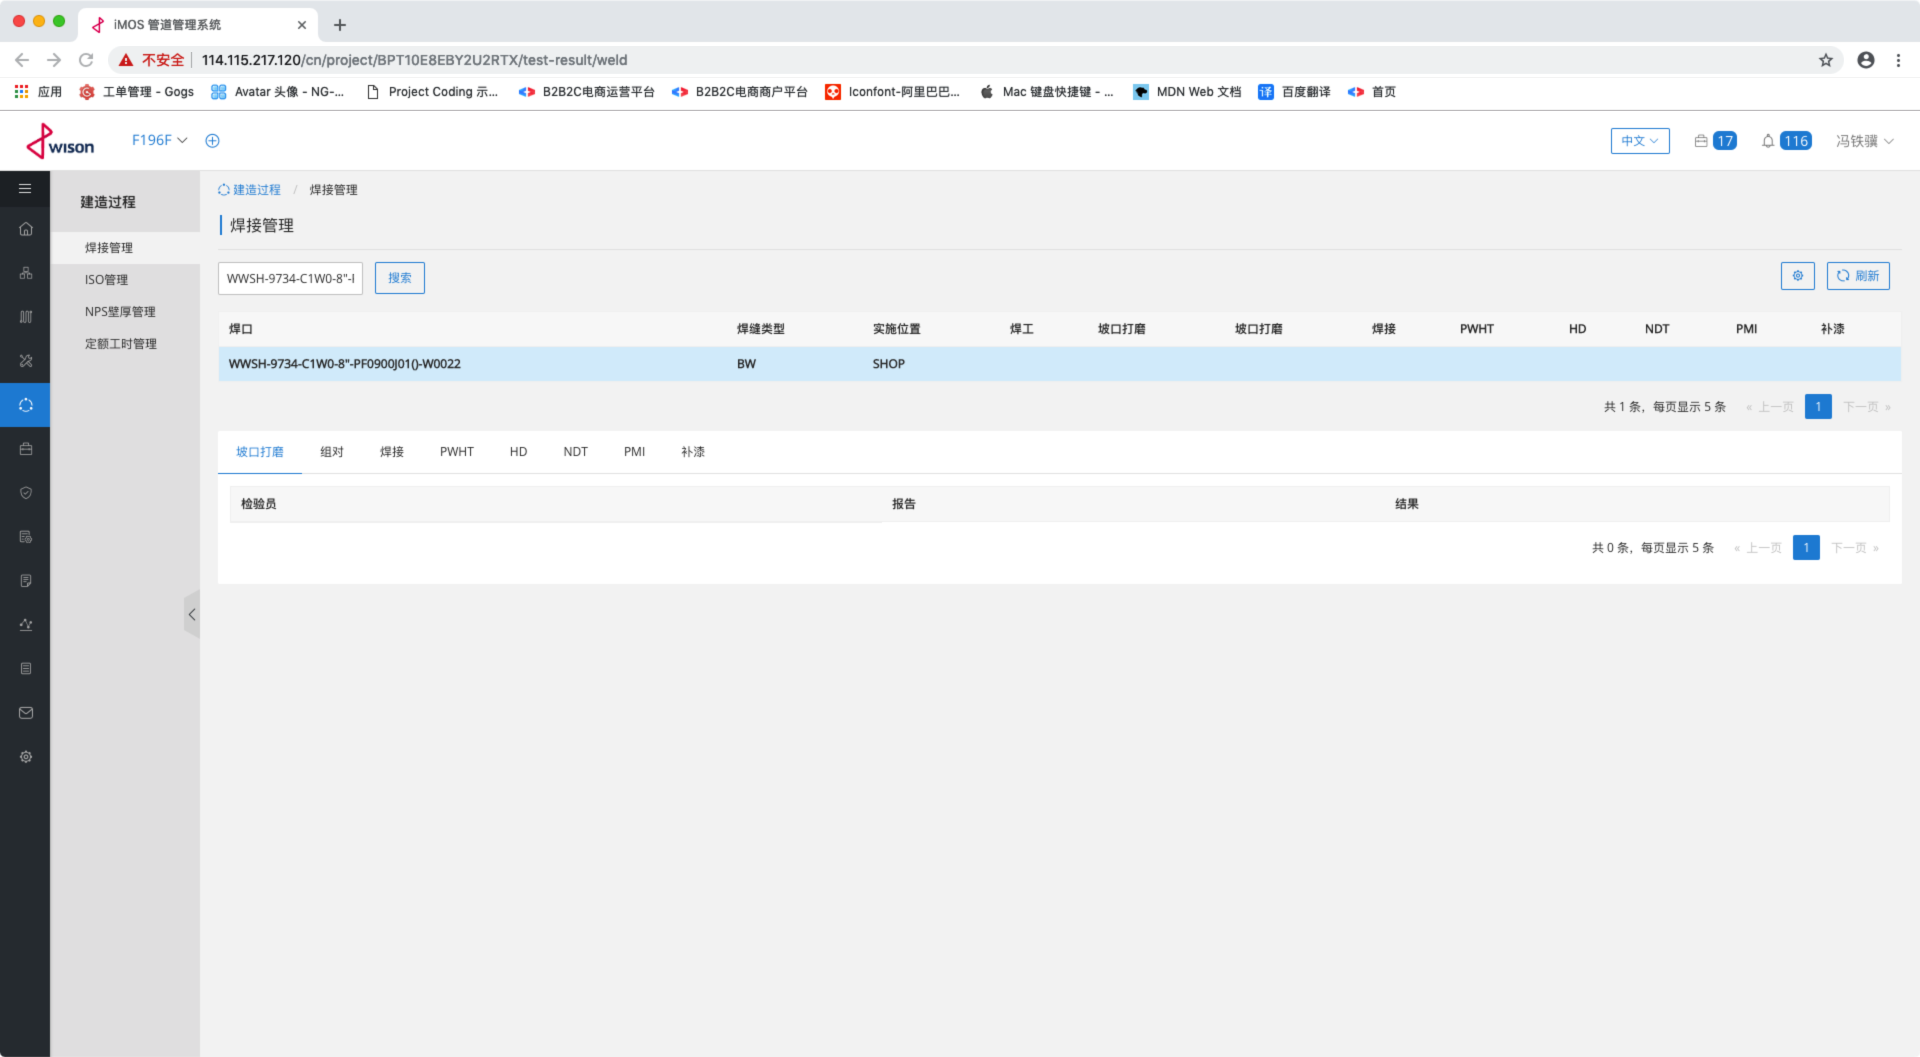 iMOS 管道管理系统
不安全 114.115.217.120/cn/project/BPT10E8EBY2U2RTX/test-result/weld
应用 工单管理 - Gogs Avatar 头像 - NG-... Project Coding 示... B2B2C电商运营平台 B2B2C电商商户平台 Iconfont-阿里巴巴... Mac 键盘快捷键 - ... MDN Web 文档 译 百度翻译 首页
wison F196F 中文 17 116 冯铁骥
建造过程
焊接管理
ISO管理
NPS壁厚管理
定额工时管理
建造过程 / 焊接管理
焊接管理
WWSH-9734-C1W0-8"-I 搜索 刷新
焊口 焊缝类型 实施位置 焊工 坡口打磨 坡口打磨 焊接 PWHT HD NDT PMI 补漆
WWSH-9734-C1W0-8"-PF0900J01()-W0022 BW SHOP
共 1 条，每页显示 5 条 « 上一页 1 下一页 »
坡口打磨 组对 焊接 PWHT HD NDT PMI 补漆
检验员 报告 结果
共 0 条，每页显示 5 条 « 上一页 1 下一页 »